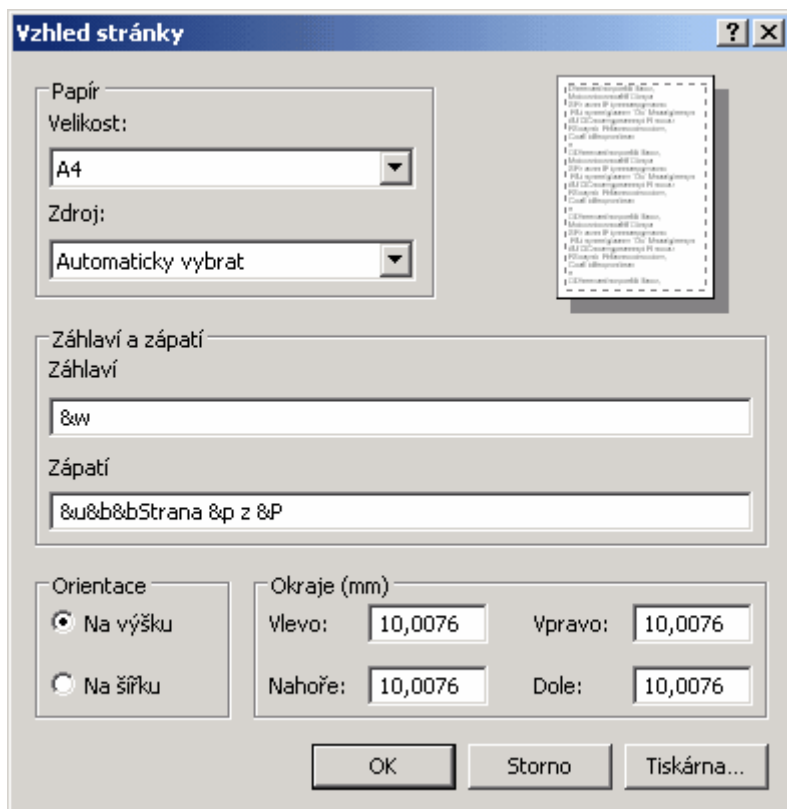 Vzhled stránky
Papír
Velikost:
A4
Zdroj:
Automaticky vybrat
Záhlaví a zápatí
Záhlaví
&w
Zápatí
&u&b&bStrana &p z &P
Orientace
Na výšku
Na šířku
Okraje (mm)
Vlevo: 10,0076 Vpravo: 10,0076
Nahoře: 10,0076 Dole: 10,0076
OK Storno Tiskárna...